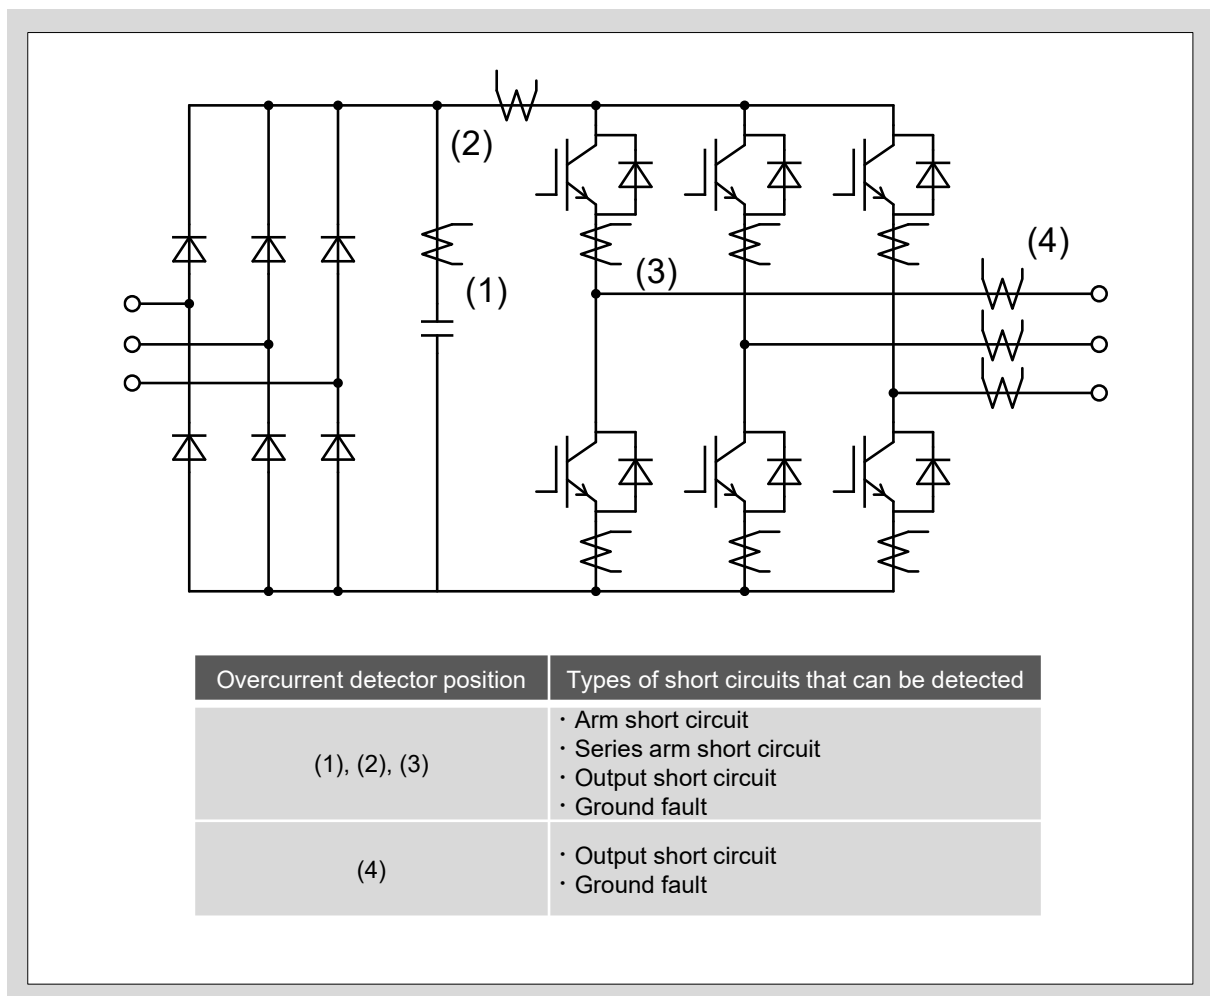 (2)
(4)
(3)
(1)
Overcurrent detector position
Types of short circuits that can be detected
(1), (2), (3)
・Arm short circuit
・Series arm short circuit
・Output short circuit
・Ground fault
(4)
・Output short circuit
・Ground fault